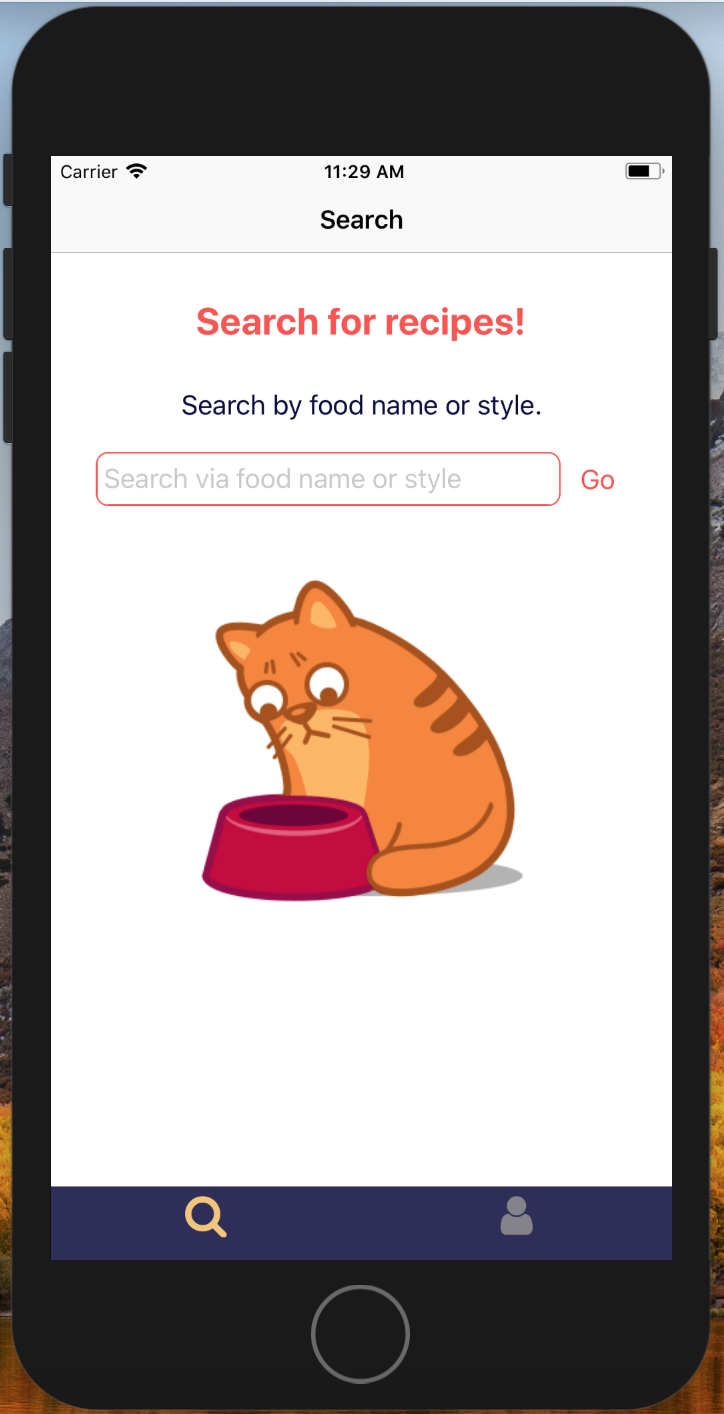 Carrier
11:29 AM
Search
Search for recipes!
Search by food name or style.
Search via food name or style
Go